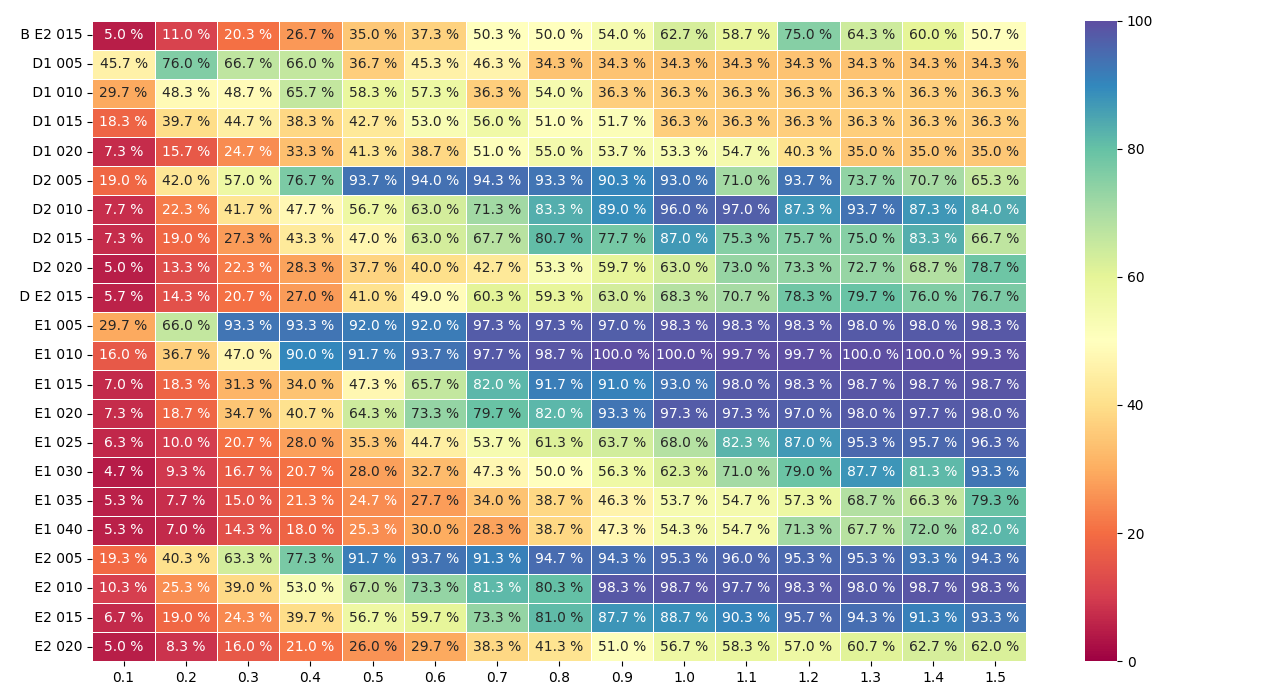 B E2 015 5.0 % 11.0 % 20.3 % 26.7 % 35.0 % 37.3 % 50.3 % 50.0 % 54.0 % 62.7 % 58.7 % 75.0 % 64.3 % 60.0 % 50.7 %
D1 005 45.7 % 76.0 % 66.7 % 66.0 % 36.7 % 45.3 % 46.3 % 34.3 % 34.3 % 34.3 % 34.3 % 34.3 % 34.3 % 34.3 % 34.3 %
D1 010 29.7 % 48.3 % 48.7 % 65.7 % 58.3 % 57.3 % 36.3 % 54.0 % 36.3 % 36.3 % 36.3 % 36.3 % 36.3 % 36.3 % 36.3 %
D1 015 18.3 % 39.7 % 44.7 % 38.3 % 42.7 % 53.0 % 56.0 % 51.0 % 51.7 % 36.3 % 36.3 % 36.3 % 36.3 % 36.3 % 36.3 %
D1 020 7.3 % 15.7 % 24.7 % 33.3 % 41.3 % 38.7 % 51.0 % 55.0 % 53.7 % 53.3 % 54.7 % 40.3 % 35.0 % 35.0 % 35.0 %
D2 005 19.0 % 42.0 % 57.0 % 76.7 % 93.7 % 94.0 % 94.3 % 93.3 % 90.3 % 93.0 % 71.0 % 93.7 % 73.7 % 70.7 % 65.3 %
D2 010 7.7 % 22.3 % 41.7 % 47.7 % 56.7 % 63.0 % 71.3 % 83.3 % 89.0 % 96.0 % 97.0 % 87.3 % 93.7 % 87.3 % 84.0 %
D2 015 7.3 % 19.0 % 27.3 % 43.3 % 47.0 % 63.0 % 67.7 % 80.7 % 77.7 % 87.0 % 75.3 % 75.7 % 75.0 % 83.3 % 66.7 %
D2 020 5.0 % 13.3 % 22.3 % 28.3 % 37.7 % 40.0 % 42.7 % 53.3 % 59.7 % 63.0 % 73.0 % 73.3 % 72.7 % 68.7 % 78.7 %
D E2 015 5.7 % 14.3 % 20.7 % 27.0 % 41.0 % 49.0 % 60.3 % 59.3 % 63.0 % 68.3 % 70.7 % 78.3 % 79.7 % 76.0 % 76.7 %
E1 005 29.7 % 66.0 % 93.3 % 93.3 % 92.0 % 92.0 % 97.3 % 97.3 % 97.0 % 98.3 % 98.3 % 98.3 % 98.0 % 98.0 % 98.3 %
E1 010 16.0 % 36.7 % 47.0 % 90.0 % 91.7 % 93.7 % 97.7 % 98.7 % 100.0 % 100.0 % 99.7 % 99.7 % 100.0 % 100.0 % 99.3 %
E1 015 7.0 % 18.3 % 31.3 % 34.0 % 47.3 % 65.7 % 82.0 % 91.7 % 91.0 % 93.0 % 98.0 % 98.3 % 98.7 % 98.7 % 98.7 %
E1 020 7.3 % 18.7 % 34.7 % 40.7 % 64.3 % 73.3 % 79.7 % 82.0 % 93.3 % 97.3 % 97.3 % 97.0 % 98.0 % 97.7 % 98.0 %
E1 025 6.3 % 10.0 % 20.7 % 28.0 % 35.3 % 44.7 % 53.7 % 61.3 % 63.7 % 68.0 % 82.3 % 87.0 % 95.3 % 95.7 % 96.3 %
E1 030 4.7 % 9.3 % 16.7 % 20.7 % 28.0 % 32.7 % 47.3 % 50.0 % 56.3 % 62.3 % 71.0 % 79.0 % 87.7 % 81.3 % 93.3 %
E1 035 5.3 % 7.7 % 15.0 % 21.3 % 24.7 % 27.7 % 34.0 % 38.7 % 46.3 % 53.7 % 54.7 % 57.3 % 68.7 % 66.3 % 79.3 %
E1 040 5.3 % 7.0 % 14.3 % 18.0 % 25.3 % 30.0 % 28.3 % 38.7 % 47.3 % 54.3 % 54.7 % 71.3 % 67.7 % 72.0 % 82.0 %
E2 005 19.3 % 40.3 % 63.3 % 77.3 % 91.7 % 93.7 % 91.3 % 94.7 % 94.3 % 95.3 % 96.0 % 95.3 % 95.3 % 93.3 % 94.3 %
E2 010 10.3 % 25.3 % 39.0 % 53.0 % 67.0 % 73.3 % 81.3 % 80.3 % 98.3 % 98.7 % 97.7 % 98.3 % 98.0 % 98.7 % 98.3 %
E2 015 6.7 % 19.0 % 24.3 % 39.7 % 56.7 % 59.7 % 73.3 % 81.0 % 87.7 % 88.7 % 90.3 % 95.7 % 94.3 % 91.3 % 93.3 %
E2 020 5.0 % 8.3 % 16.0 % 21.0 % 26.0 % 29.7 % 38.3 % 41.3 % 51.0 % 56.7 % 58.3 % 57.0 % 60.7 % 62.7 % 62.0 %
0.1 0.2 0.3 0.4 0.5 0.6 0.7 0.8 0.9 1.0 1.1 1.2 1.3 1.4 1.5
100
80
60
40
20
0